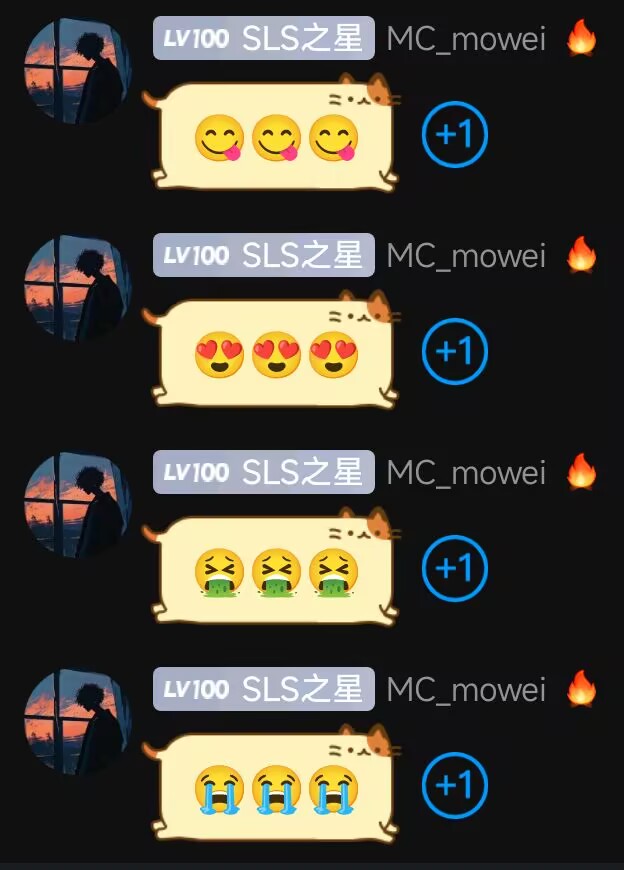 LV100 SLS之星 MC_mowei 🔥
😋😋😋 +1
LV100 SLS之星 MC_mowei 🔥
😍😍😍 +1
LV100 SLS之星 MC_mowei 🔥
🤮🤮🤮 +1
LV100 SLS之星 MC_mowei 🔥
😭😭😭 +1